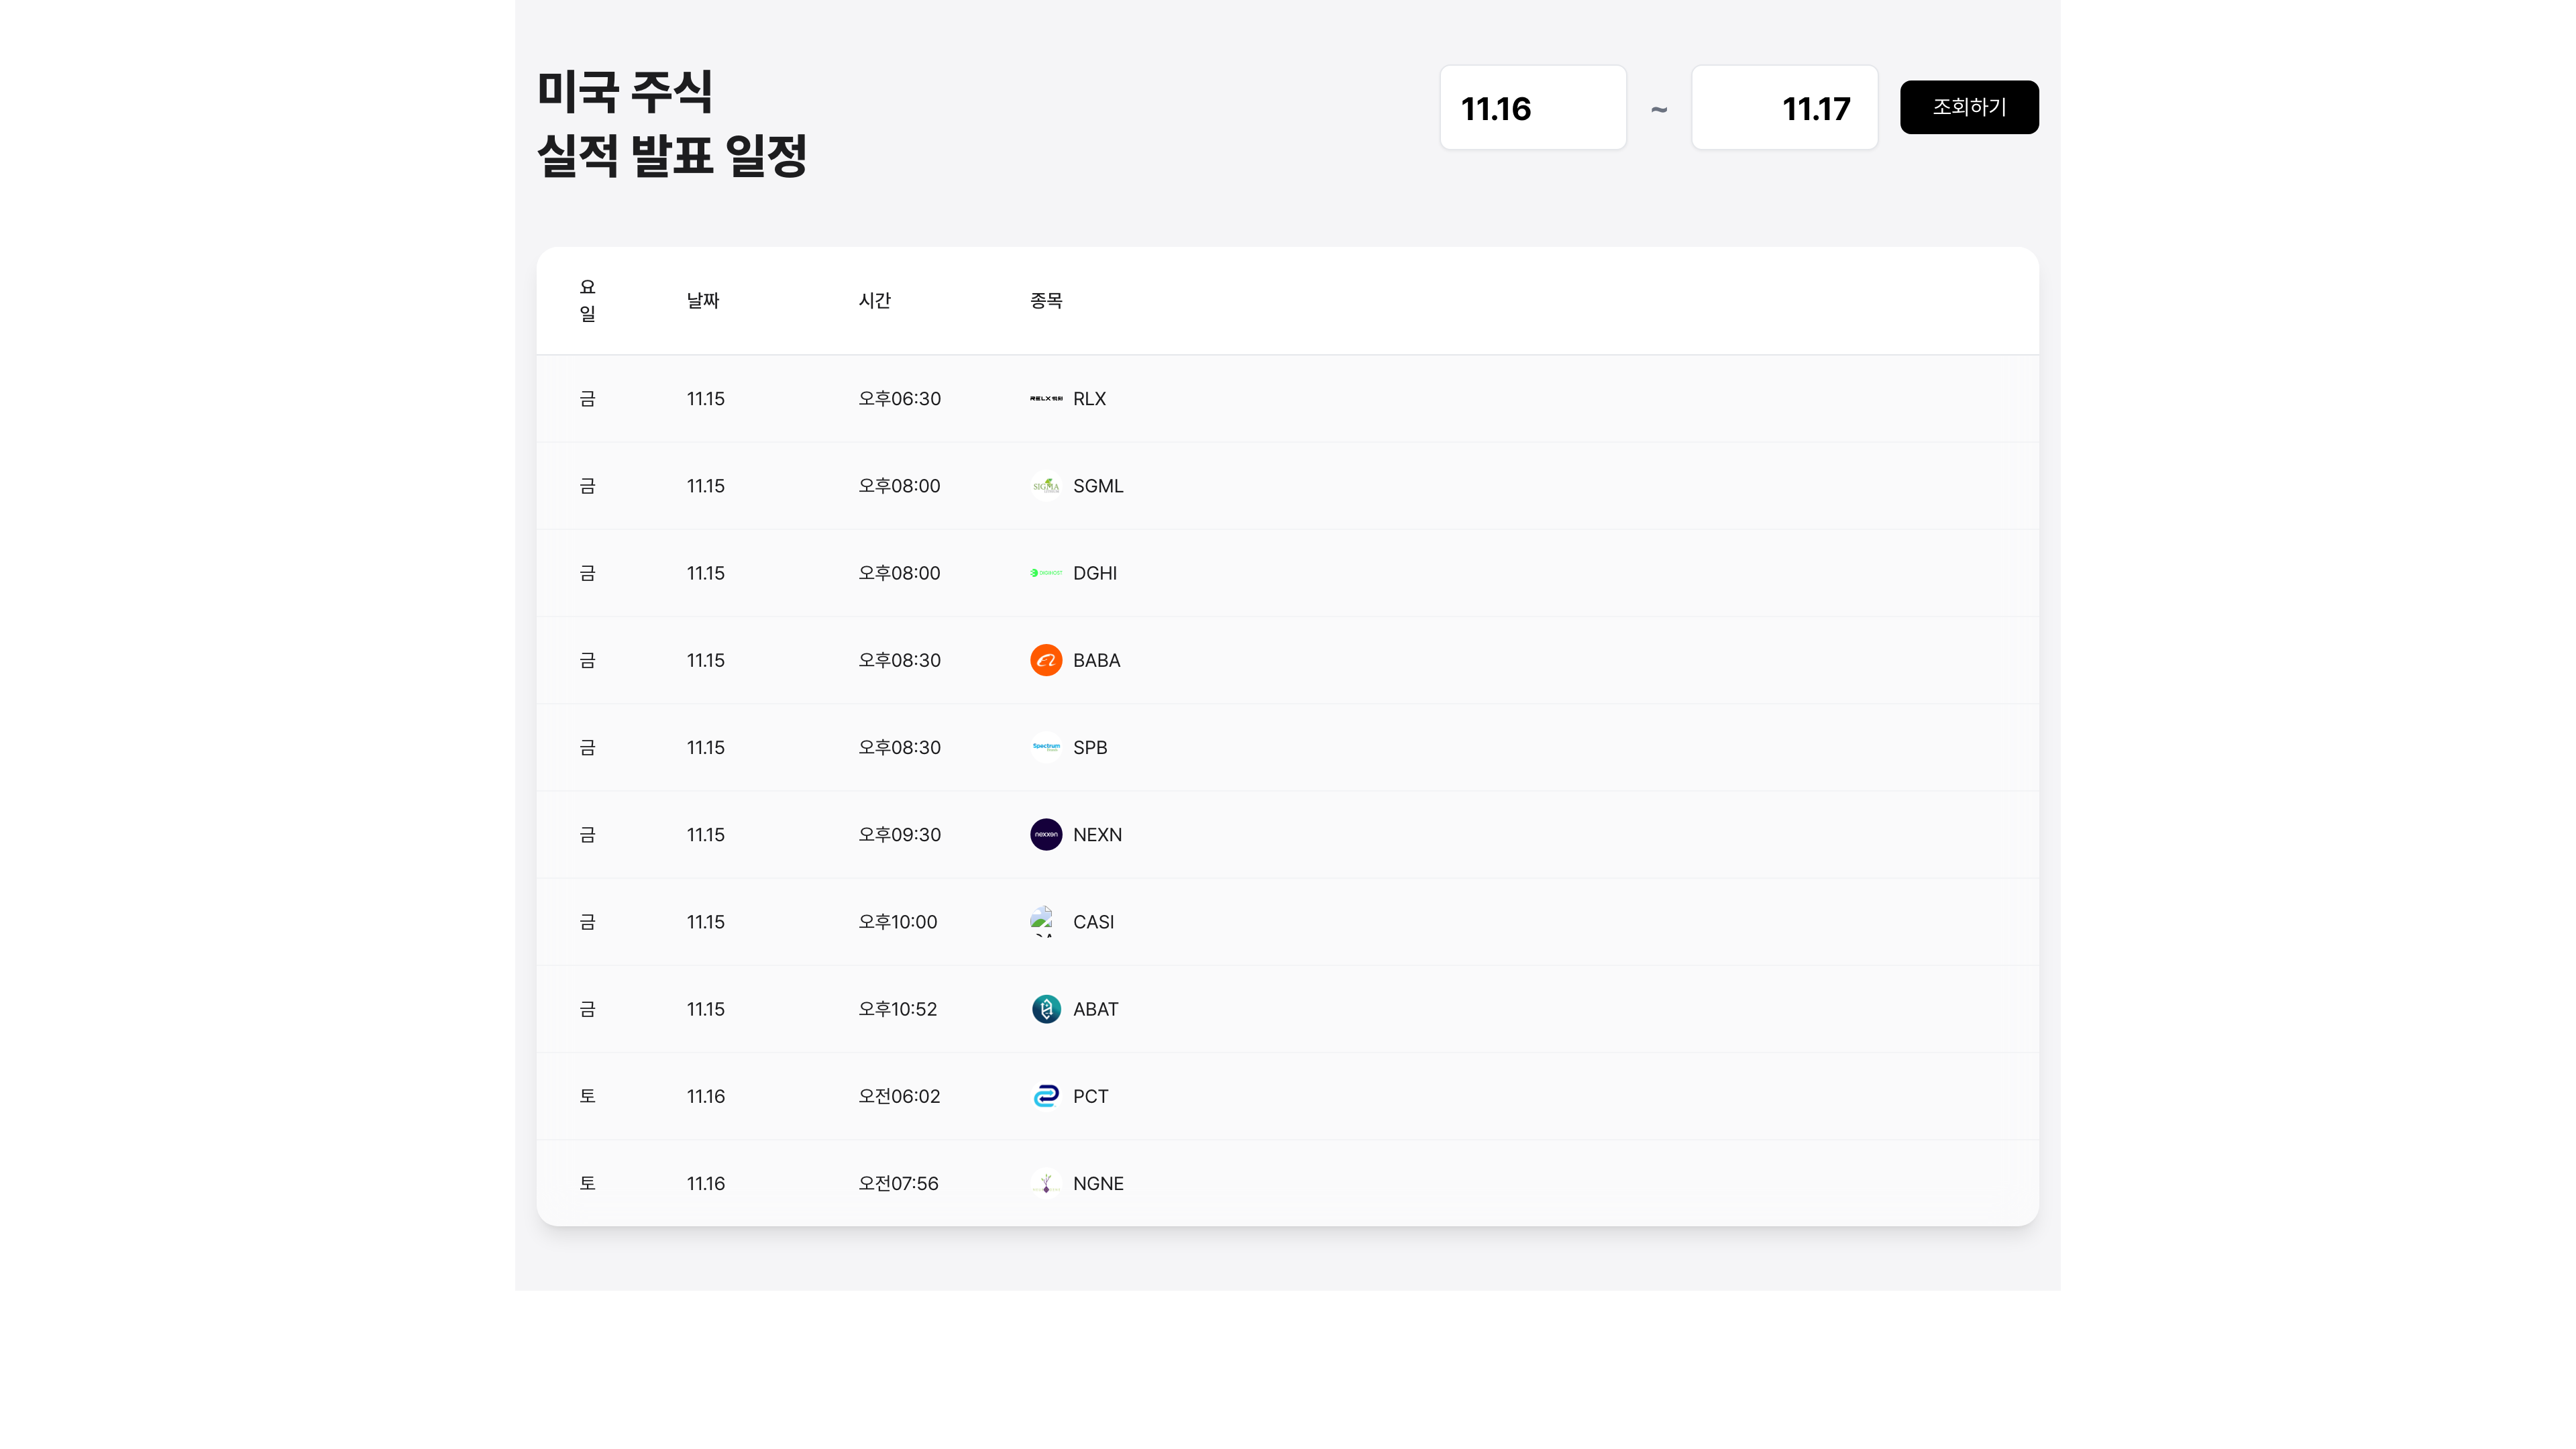 미국 주식
실적 발표 일정
11.16 ~ 11.17 조회하기
요일 날짜 시간 종목
금 11.15 오후06:30 RELX RLX
금 11.15 오후08:00 SIGMA SGML
금 11.15 오후08:00 DIGIHOST DGHI
금 11.15 오후08:30 BABA
금 11.15 오후08:30 Spectrum SPB
금 11.15 오후09:30 nexxen NEXN
금 11.15 오후10:00 CASI
금 11.15 오후10:52 ABAT
토 11.16 오전06:02 PCT
토 11.16 오전07:56 NGNE